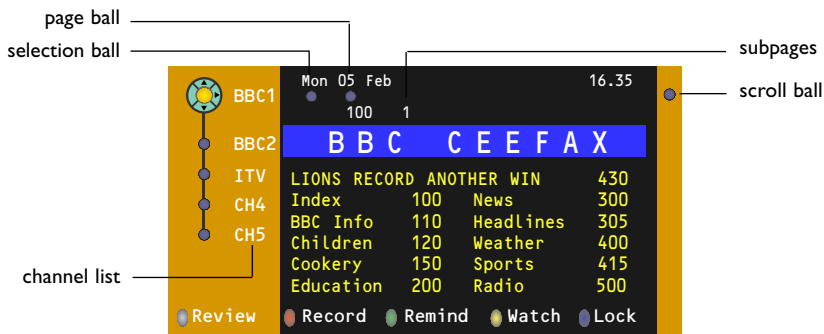 page ball
selection ball
subpages
scroll ball
channel list
Mon 05 Feb 16.35
100 1
BBC1
BBC2
ITV
CH4
CH5
BBC CEEFAX
LIONS RECORD ANOTHER WIN 430
Index 100 News 300
BBC Info 110 Headlines 305
Children 120 Weather 400
Cookery 150 Sports 415
Education 200 Radio 500
Review Record Remind Watch Lock